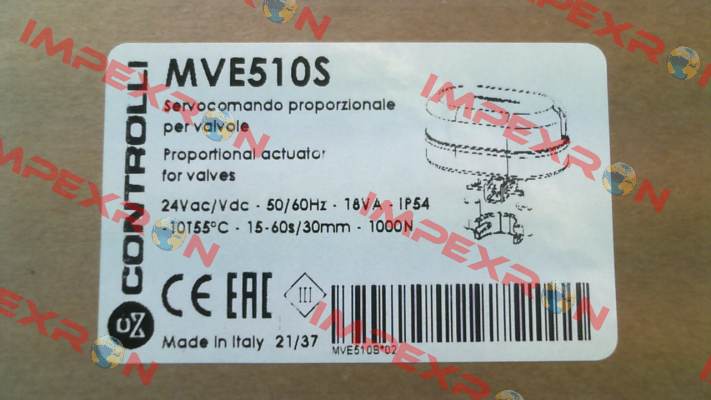 MVE510S
Servocomando proporzionale
per valvole
Proportional actuator
for valves
24Vac/Vdc - 50/60Hz - 18VA - IP54
-10T55°C - 15-60s/30mm - 1000N
CONTROLLI
CE EAC III
Made in Italy 21/37
MVE510S*02
IMPEXRON
IMPEXRON
IMPEXRON
IMPEXRON
IMPEXRON
IMPEXRON
IMPEXRON